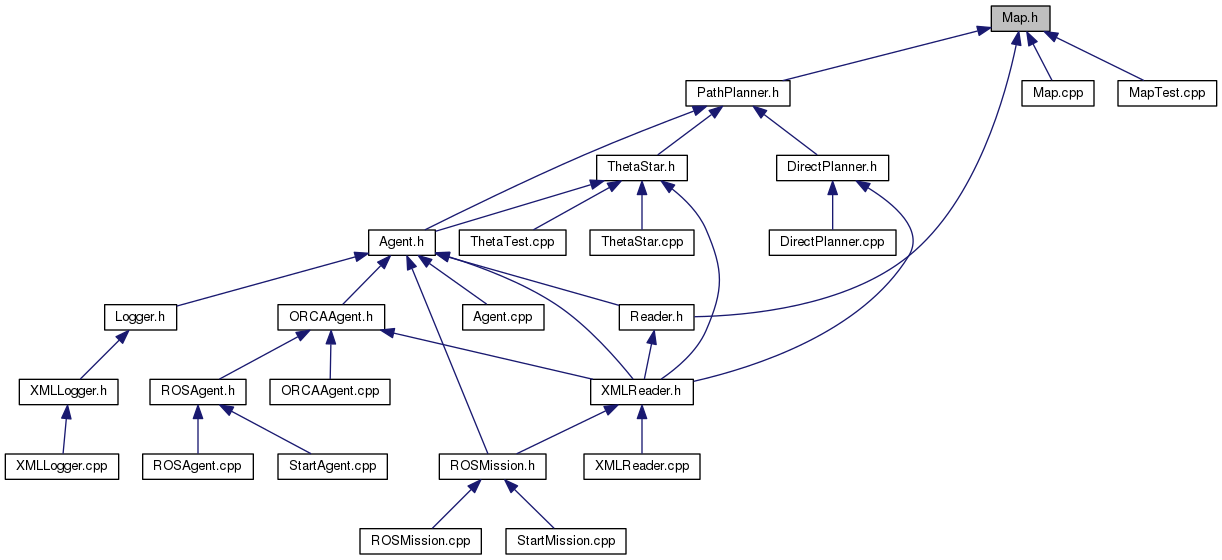 Map.h
PathPlanner.h
Map.cpp
MapTest.cpp
ThetaStar.h
DirectPlanner.h
Agent.h
ThetaTest.cpp
ThetaStar.cpp
DirectPlanner.cpp
Logger.h
ORCAAgent.h
Agent.cpp
Reader.h
XMLLogger.h
ROSAgent.h
ORCAAgent.cpp
XMLReader.h
XMLLogger.cpp
ROSAgent.cpp
StartAgent.cpp
ROSMission.h
XMLReader.cpp
ROSMission.cpp
StartMission.cpp